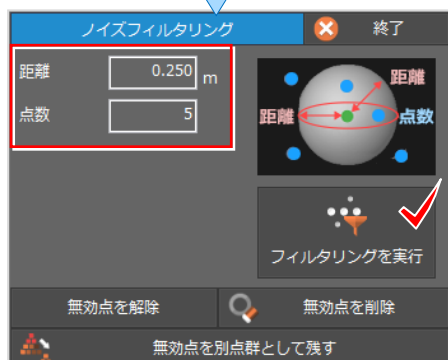 ノイズフィルタリング 終了
距離 0.250 m
点数 5
距離
距離 点数
フィルタリングを実行
無効点を解除 無効点を削除
無効点を別点群として残す